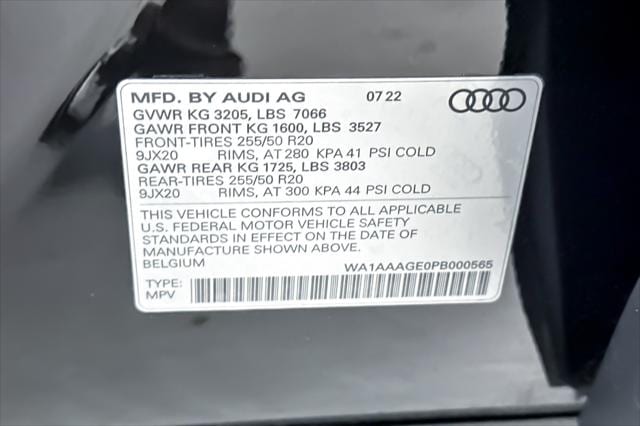 MFD. BY AUDI AG 07 22
GVWR KG 3205, LBS 7066
GAWR FRONT KG 1600, LBS 3527
FRONT-TIRES 255/50 R20
9JX20 RIMS, AT 280 KPA 41 PSI COLD
GAWR REAR KG 1725, LBS 3803
REAR-TIRES 255/50 R20
9JX20 RIMS, AT 300 KPA 44 PSI COLD
THIS VEHICLE CONFORMS TO ALL APPLICABLE
U.S. FEDERAL MOTOR VEHICLE SAFETY
STANDARDS IN EFFECT ON THE DATE OF
MANUFACTURE SHOWN ABOVE.
BELGIUM WA1AAAGE0PB000565
TYPE:
MPV